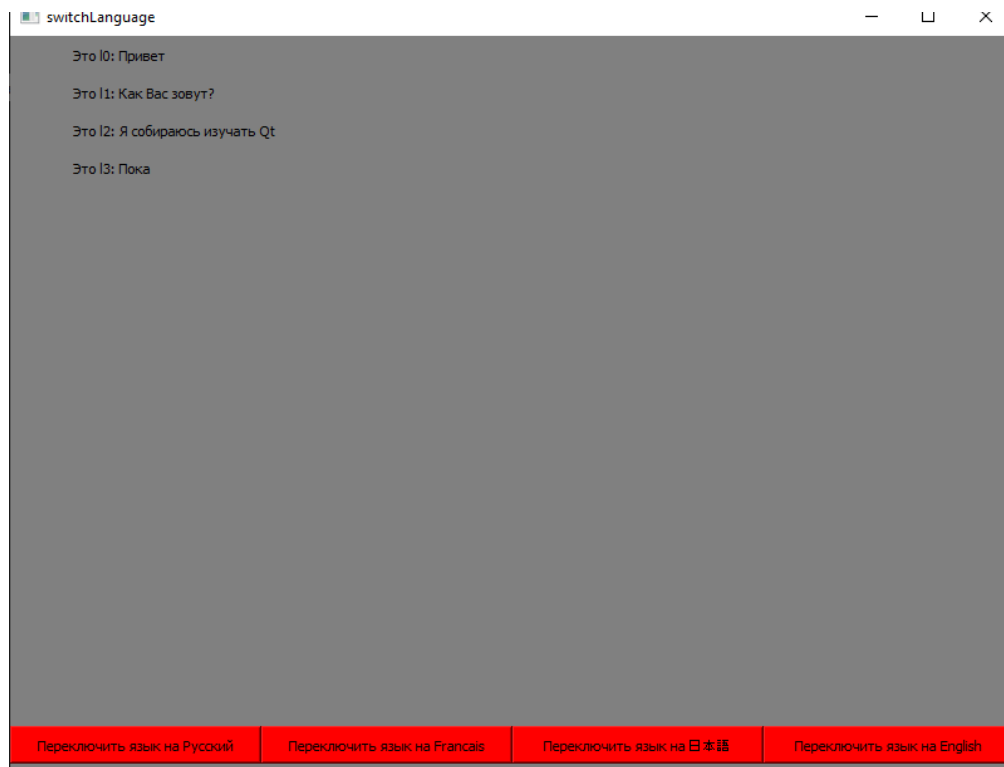 switchLanguage
Это l0: Привет
Это l1: Как Вас зовут?
Это l2: Я собираюсь изучать Qt
Это l3: Пока
Переключить язык на Русский
Переключить язык на Francais
Переключить язык на 日本語
Переключить язык на English